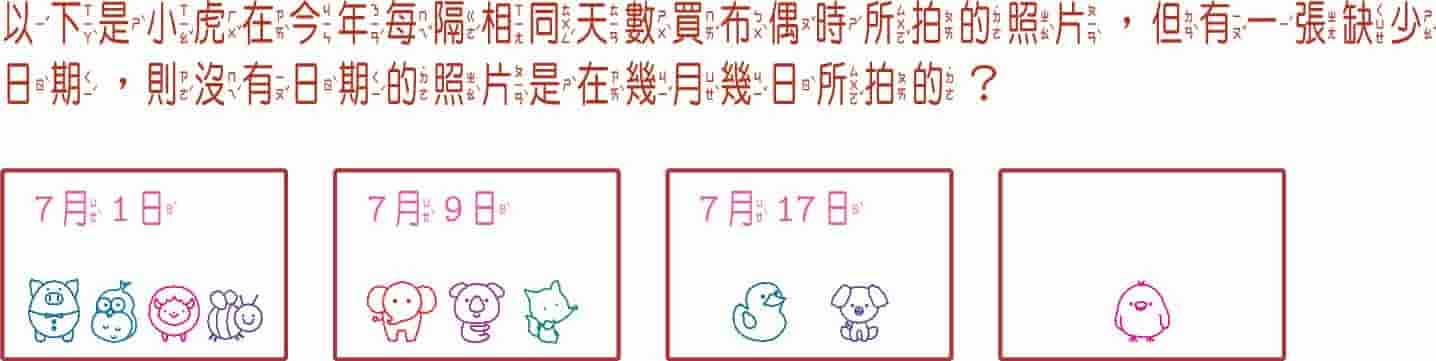 以下是小虎在今年每隔相同天數買布偶時所拍的照片，但有一張缺少
日期，則沒有日期的照片是在幾月幾日所拍的？
7月1日
7月9日
7月17日